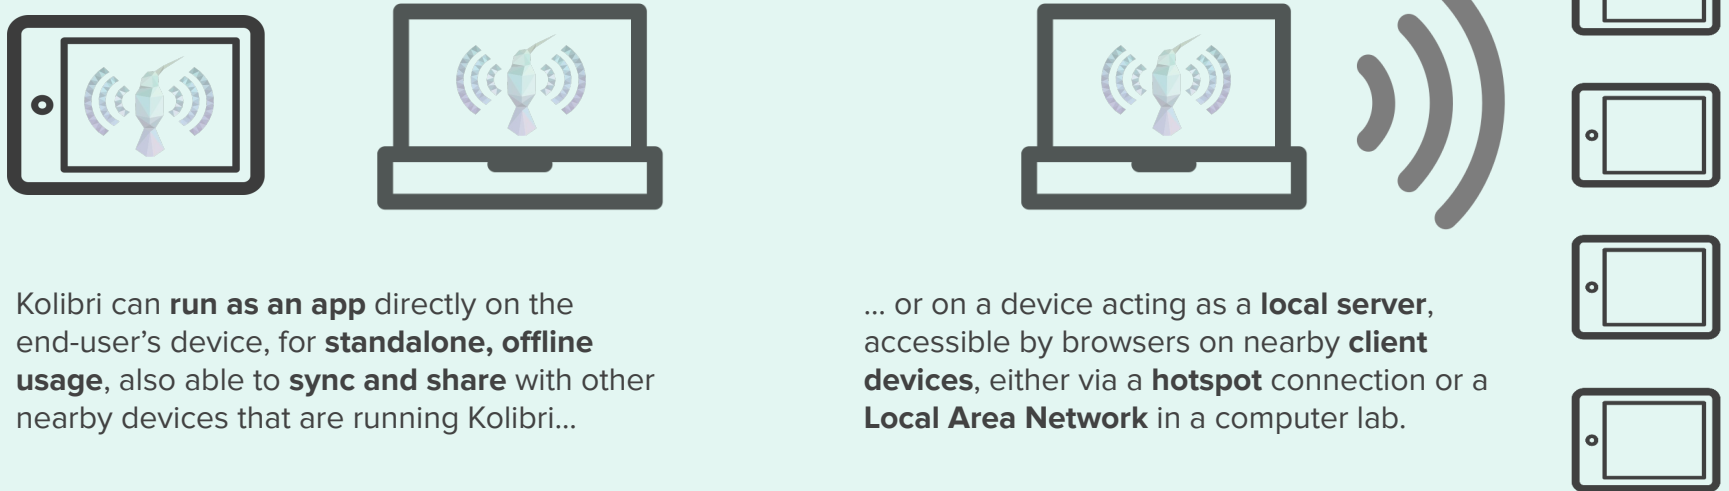 Kolibri can run as an app directly on the
end-user’s device, for standalone, offline
usage, also able to sync and share with other
nearby devices that are running Kolibri...
... or on a device acting as a local server,
accessible by browsers on nearby client
devices, either via a hotspot connection or a
Local Area Network in a computer lab.